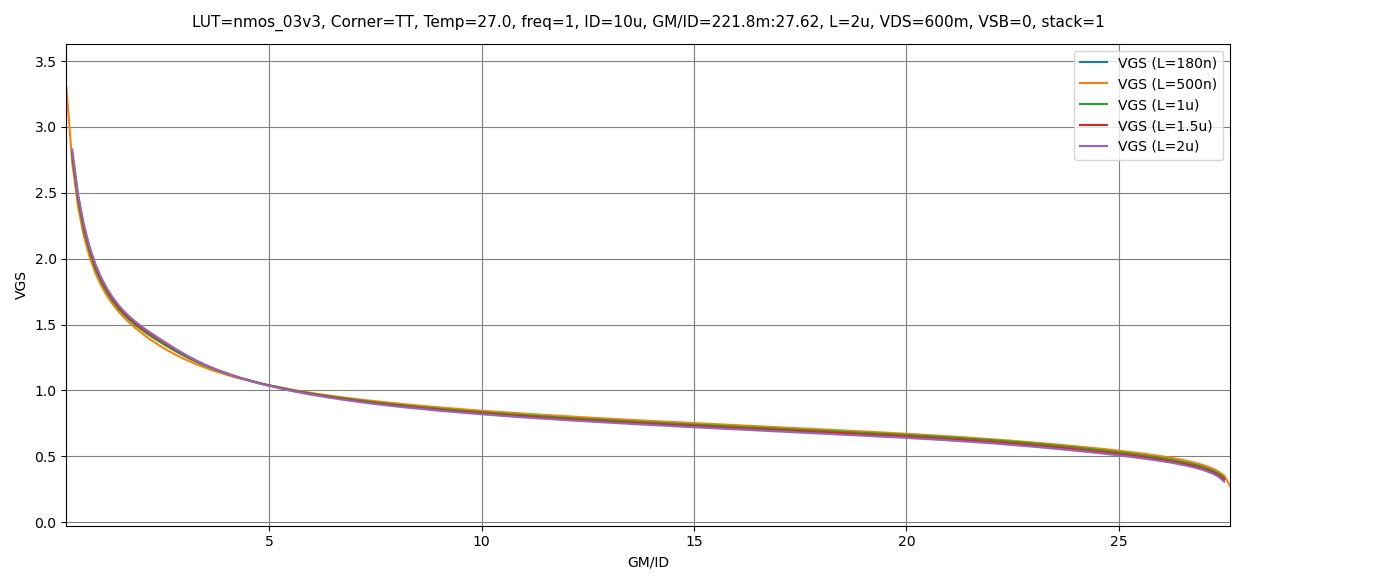 LUT=nmos_03v3, Corner=TT, Temp=27.0, freq=1, ID=10u, GM/ID=221.8m:27.62, L=2u, VDS=600m, VSB=0, stack=1
VGS (L=180n)
VGS (L=500n)
VGS (L=1u)
VGS (L=1.5u)
VGS (L=2u)
3.5
3.0
2.5
2.0
1.5
1.0
0.5
0.0
VGS
5
10
15
20
25
GM/ID